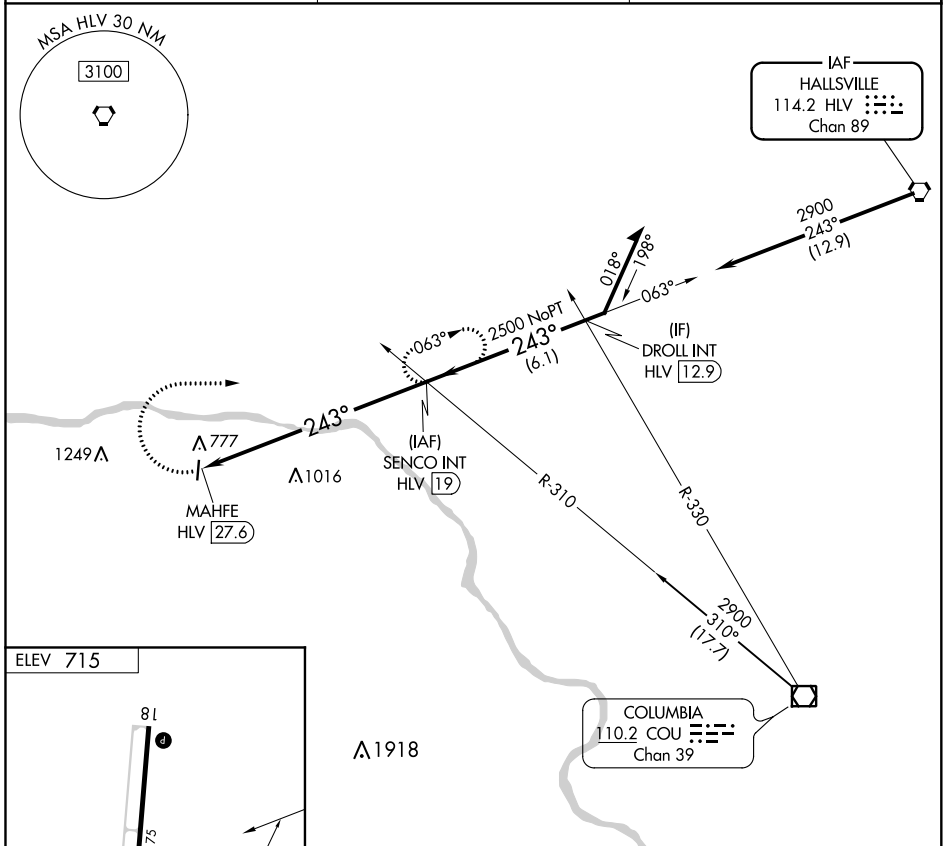 MSA HLV 30 NM
3100
IAF
HALLSVILLE
114.2 HLV
Chan 89
2900
243°
(12.9)
018°
198°
063°
2500 NoPT
243°
(6.1)
063°
(IF)
DROLL INT
HLV 12.9
243°
(IAF)
SENCO INT
HLV 19
1249
777
1016
MAHFE
HLV 27.6
R-310
R-330
2900
310°
(17.7)
ELEV 715
18
P
75
1918
COLUMBIA
110.2 COU
Chan 39